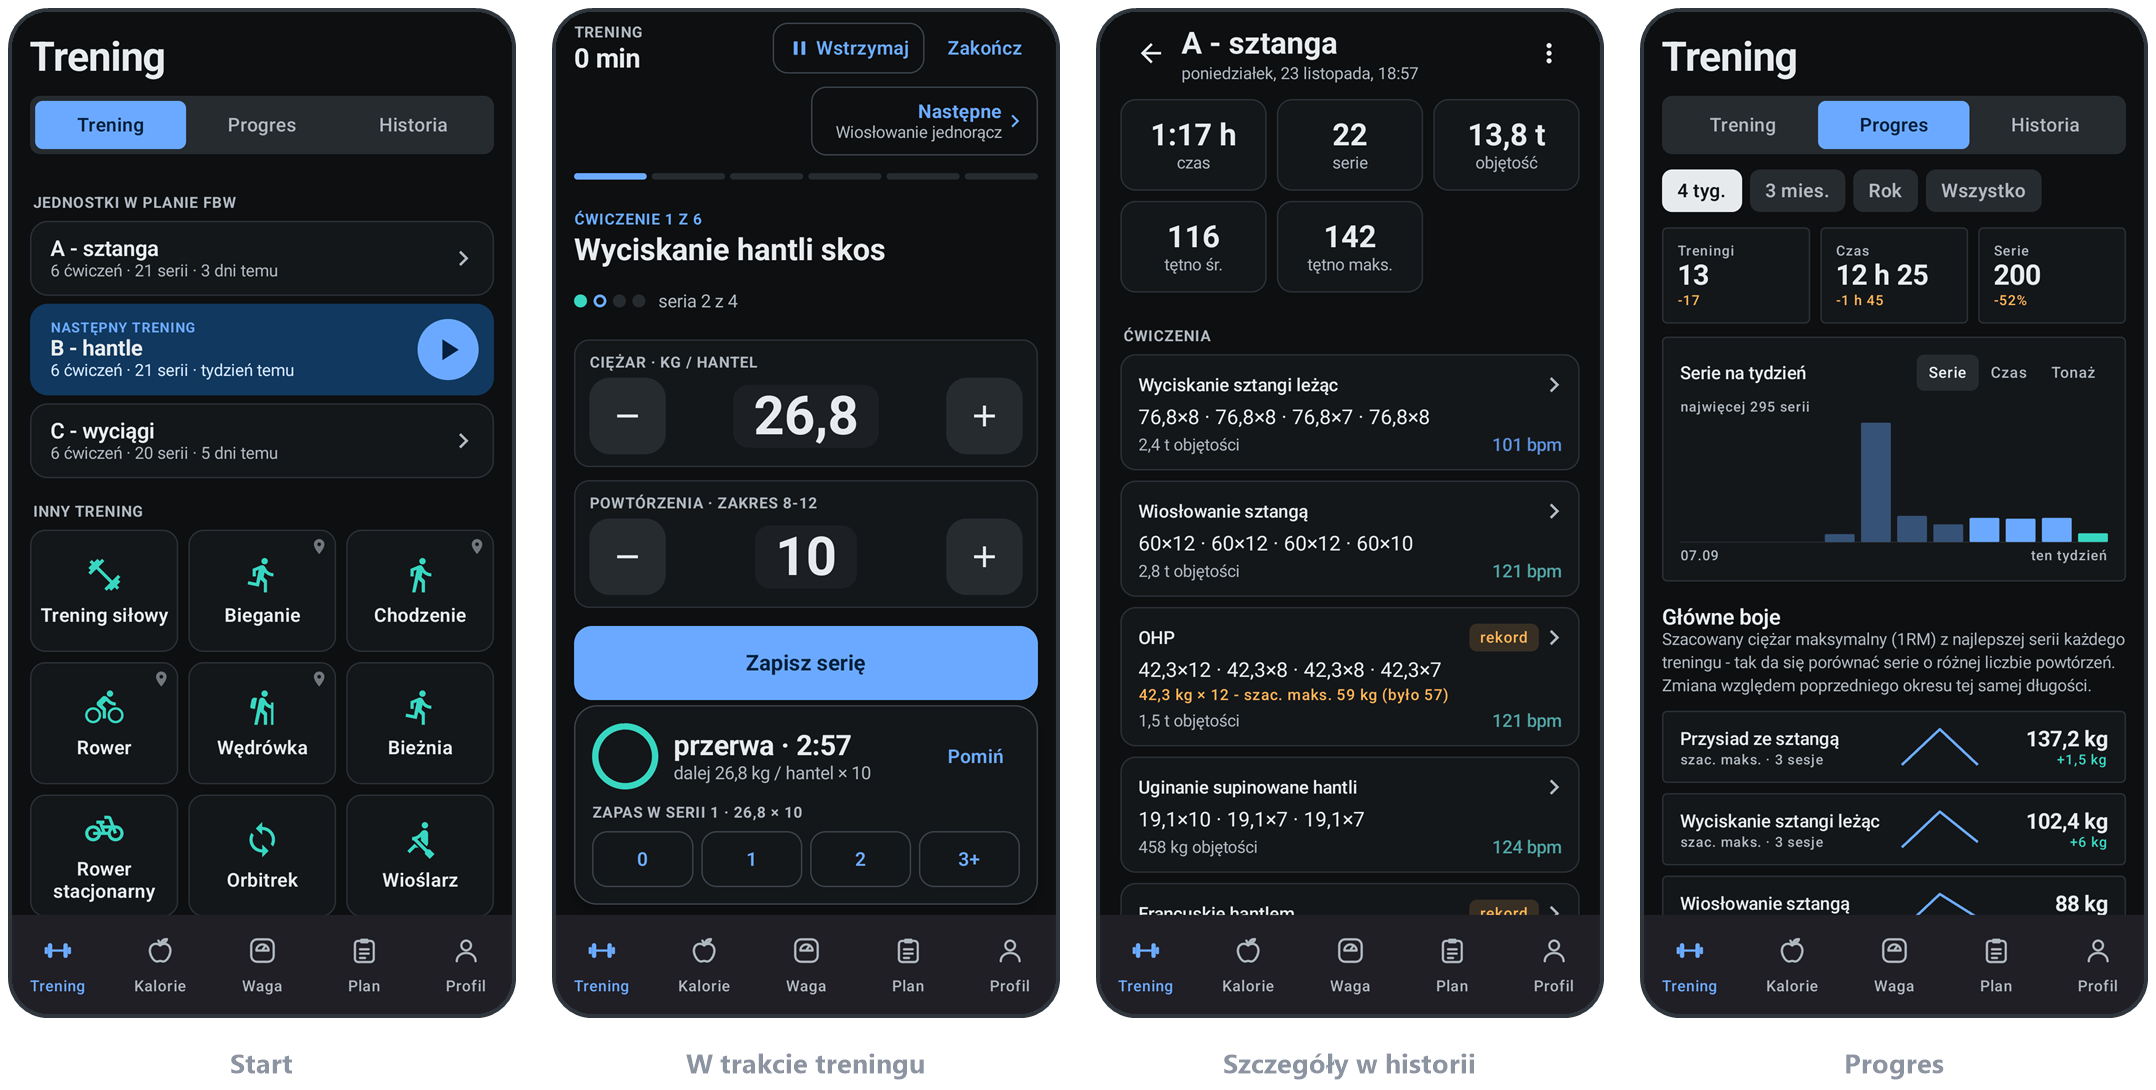 Trening
Trening
Progres
Historia
JEDNOSTKI W PLANIE FBW
A - sztanga
6 ćwiczeń · 21 serii · 3 dni temu
NASTĘPNY TRENING
B - hantle
6 ćwiczeń · 21 serii · tydzień temu
C - wyciągi
6 ćwiczeń · 20 serii · 5 dni temu
INNY TRENING
Trening siłowy
Bieganie
Chodzenie
Rower
Wędrówka
Bieżnia
Rower
stacjonarny
Orbitrek
Wioślarz
Trening
Kalorie
Waga
Plan
Profil
Start
TRENING
0 min
Wstrzymaj
Zakończ
Następne
Wiosłowanie jednorącz
ĆWICZENIE 1 Z 6
Wyciskanie hantli skos
seria 2 z 4
CIĘŻAR · KG / HANTEL
− 26,8 +
POWTÓRZENIA · ZAKRES 8-12
− 10 +
Zapisz serię
przerwa · 2:57
dalej 26,8 kg / hantel × 10
Pomiń
ZAPAS W SERII 1 · 26,8 × 10
0
1
2
3+
Trening
Kalorie
Waga
Plan
Profil
W trakcie treningu
A - sztanga
poniedziałek, 23 listopada, 18:57
1:17 h
czas
22
serie
13,8 t
objętość
116
tętno śr.
142
tętno maks.
ĆWICZENIA
Wyciskanie sztangi leżąc
76,8×8 · 76,8×8 · 76,8×7 · 76,8×8
2,4 t objętości
101 bpm
Wiosłowanie sztangą
60×12 · 60×12 · 60×12 · 60×10
2,8 t objętości
121 bpm
OHP
rekord
42,3×12 · 42,3×8 · 42,3×8 · 42,3×7
42,3 kg × 12 - szac. maks. 59 kg (było 57)
1,5 t objętości
121 bpm
Uginanie supinowane hantli
19,1×10 · 19,1×7 · 19,1×7
458 kg objętości
124 bpm
Francuskie hantlem
rekord
Trening
Kalorie
Waga
Plan
Profil
Szczegóły w historii
Trening
Trening
Progres
Historia
4 tyg.
3 mies.
Rok
Wszystko
Treningi
13
-17
Czas
12 h 25
-1 h 45
Serie
200
-52%
Serie na tydzień
Serie
Czas
Tonaż
najwięcej 295 serii
07.09
ten tydzień
Główne boje
Szacowany ciężar maksymalny (1RM) z najlepszej serii każdego
treningu - tak da się porównać serie o różnej liczbie powtórzeń.
Zmiana względem poprzedniego okresu tej samej długości.
Przysiad ze sztangą
szac. maks. · 3 sesje
137,2 kg
+1,5 kg
Wyciskanie sztangi leżąc
szac. maks. · 3 sesje
102,4 kg
+6 kg
Wiosłowanie sztangą
88 kg
Trening
Kalorie
Waga
Plan
Profil
Progres